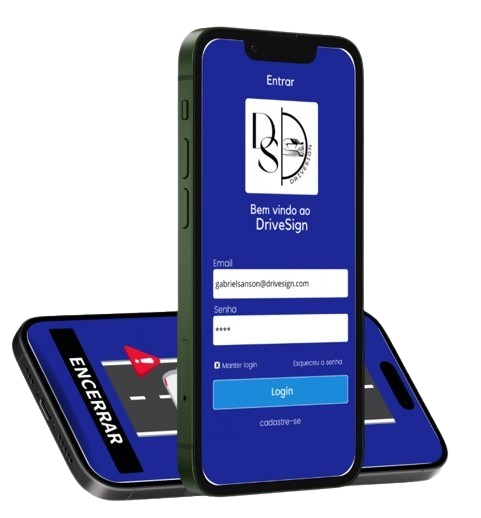 Entrar
DS
DRIVESIGN
Bem vindo ao
DriveSign
Email
gabrielsanson@drivesign.com
Senha
****
x Manter login
Esqueceu a senha
Login
cadastre-se
ENCERRAR
!